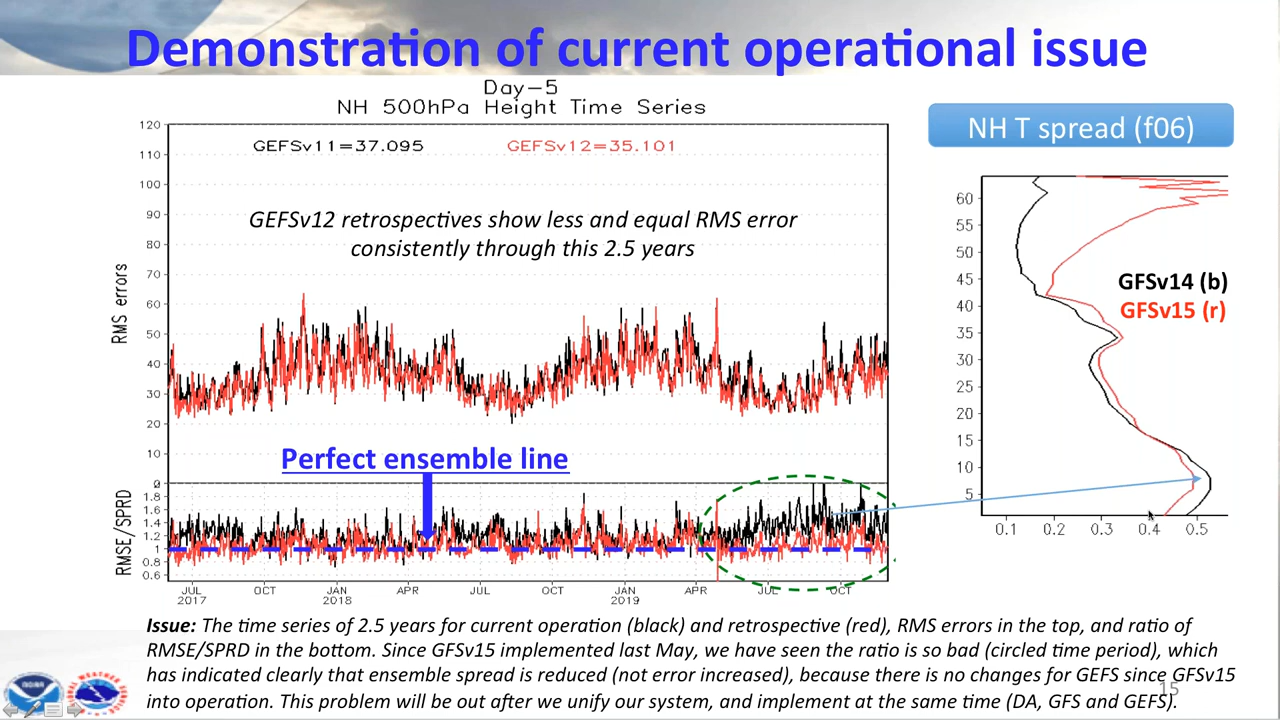 Demonstration of current operational issue
Day-5
NH 500hPa Height Time Series
NH T spread (f06)
GEFSv11=37.095
GEFSv12=35.101
GEFSv12 retrospectives show less and equal RMS error
consistently through this 2.5 years
RMS errors
120
110
100
90
80
70
60
50
40
30
20
10
Perfect ensemble line
RMSE/SPRD
2
1.8
1.6
1.4
1.2
1
0.8
0.6
JUL
2017
OCT
JAN
2018
APR
JUL
OCT
JAN
2019
APR
JUL
OCT
60
55
50
45
40
35
30
25
20
15
10
5
GFSv14 (b)
GFSv15 (r)
0.1 0.2 0.3 0.4 0.5
Issue: The time series of 2.5 years for current operation (black) and retrospective (red), RMS errors in the top, and ratio of
RMSE/SPRD in the bottom. Since GFSv15 implemented last May, we have seen the ratio is so bad (circled time period), which
has indicated clearly that ensemble spread is reduced (not error increased), because there is no changes for GEFS since GFSv15
into operation. This problem will be out after we unify our system, and implement at the same time (DA, GFS and GEFS).
15